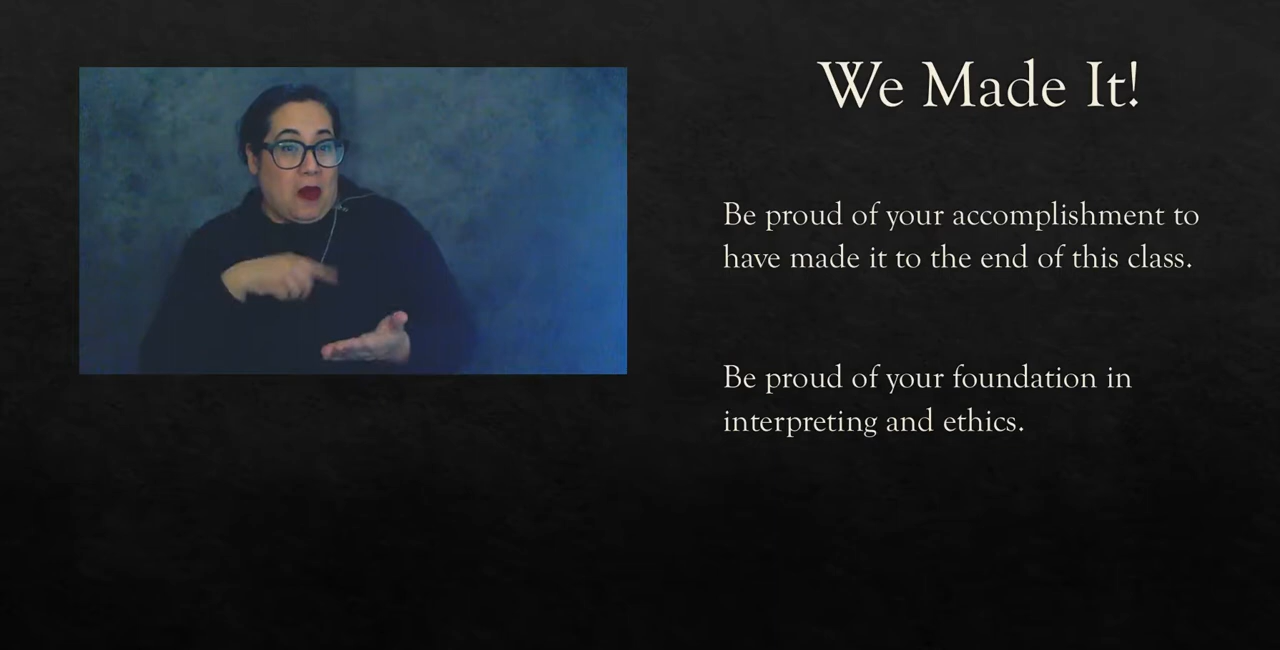 We Made It!
Be proud of your accomplishment to
have made it to the end of this class.
Be proud of your foundation in
interpreting and ethics.